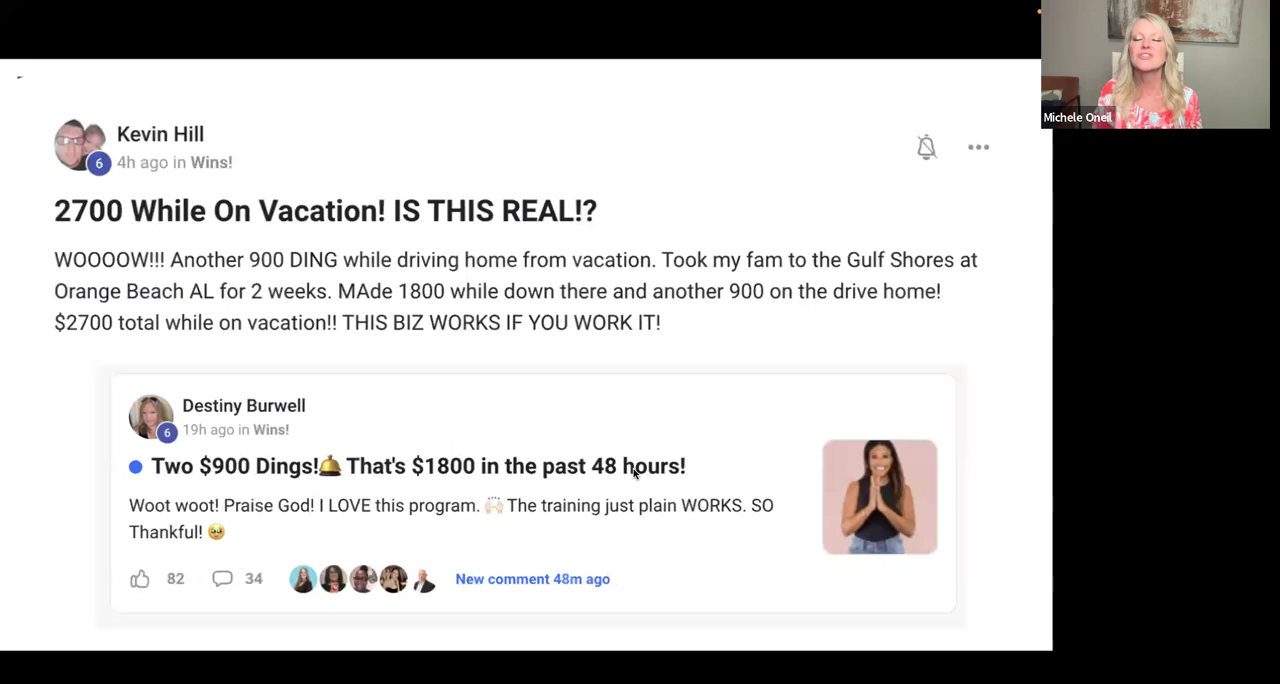 Michele Oneil
Kevin Hill
6
4h ago in Wins!
2700 While On Vacation! IS THIS REAL!?
WOOOOW!!! Another 900 DING while driving home from vacation. Took my fam to the Gulf Shores at
Orange Beach AL for 2 weeks. MAde 1800 while down there and another 900 on the drive home!
$2700 total while on vacation!! THIS BIZ WORKS IF YOU WORK IT!
Destiny Burwell
6
19h ago in Wins!
Two $900 Dings!🛎️ That's $1800 in the past 48 hours!
Woot woot! Praise God! I LOVE this program. 🙌🏻 The training just plain WORKS. SO
Thankful! 🥹
82 34 New comment 48m ago